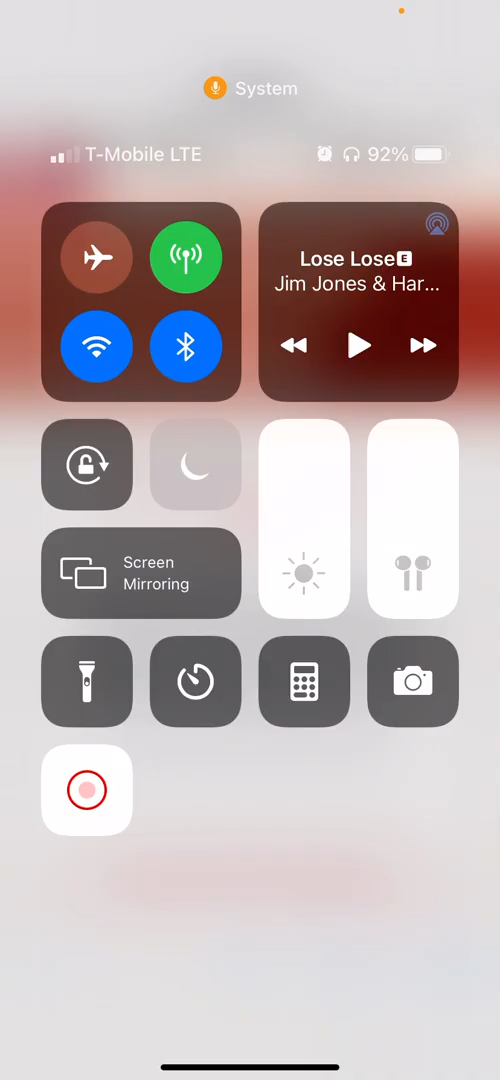 System
T-Mobile LTE
92%
Lose Lose E
Jim Jones & Har...
Screen
Mirroring